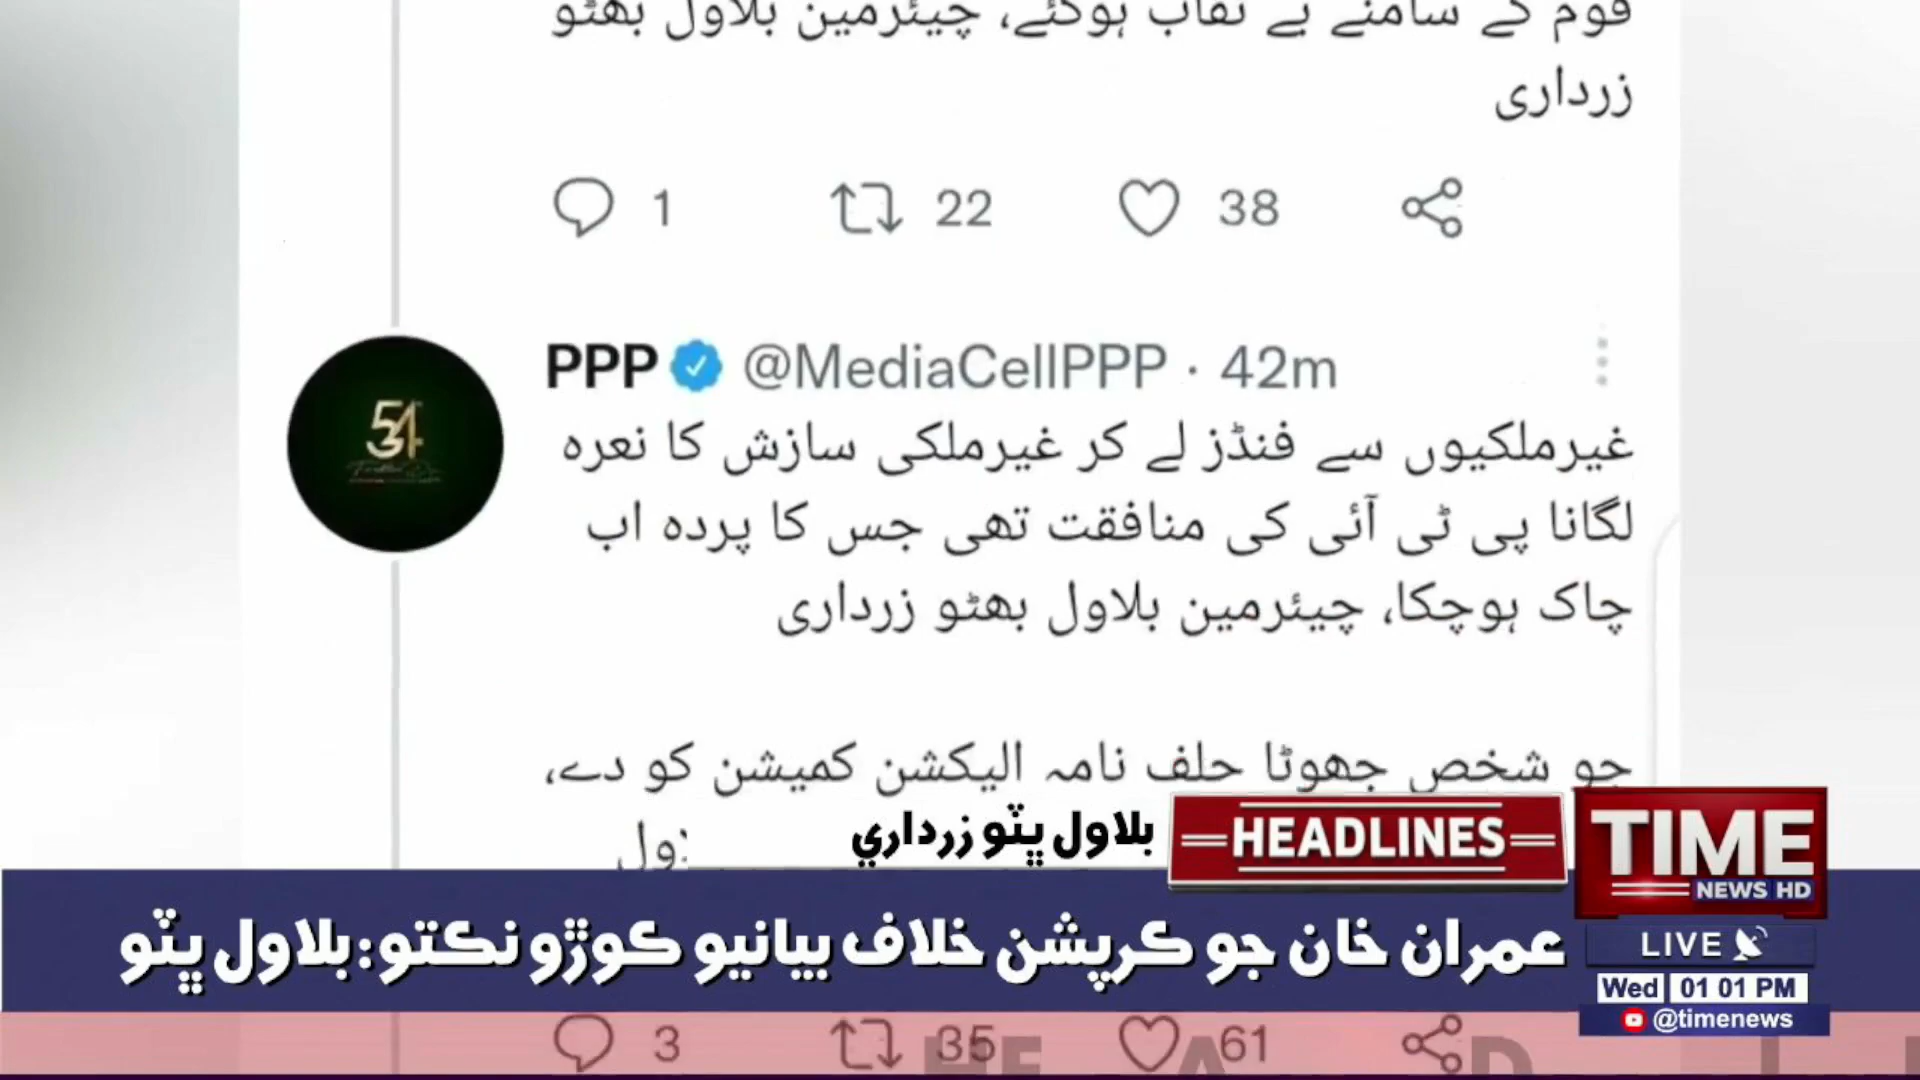 قوم کے سامنے بے نقاب ہوگئے، چیئرمین بلاول بھٹو
زرداری
1 22 38
PPP @MediaCellPPP · 42m
54
غیرملکیوں سے فنڈز لے کر غیرملکی سازش کا نعرہ
لگانا پی ٹی آئی کی منافقت تھی جس کا پردہ اب
چاک ہوچکا، چیئرمین بلاول بھٹو زرداری
جو شخص جھوٹا حلف نامہ الیکشن کمیشن کو دے،
بلاول ڀٽو زرداري
HEADLINES
TIME
NEWS HD
عمران خان جو ڪرپشن خلاف بيانيو ڪوڙو نڪتو: بلاول ڀٽو
LIVE
Wed 01 01 PM
@timenews
3 35 61